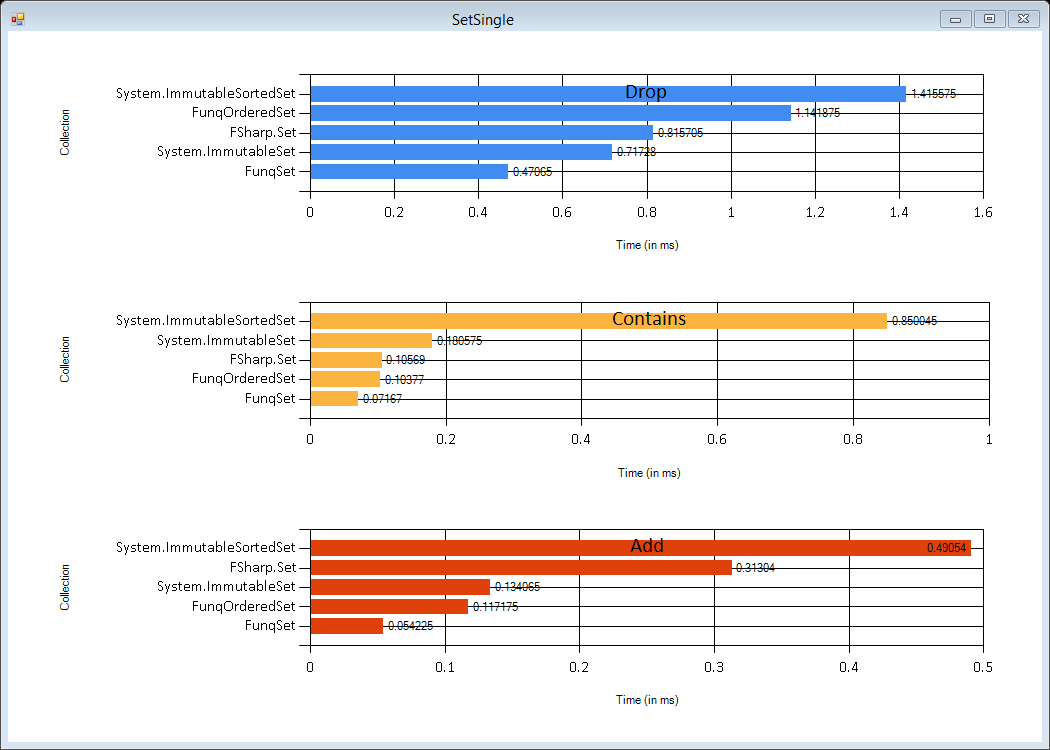 SetSingle
Drop
Collection
System.ImmutableSortedSet 1.415575
FunqOrderedSet 1.141875
FSharp.Set 0.815705
System.ImmutableSet 0.71728
FunqSet 0.47065
0 0.2 0.4 0.6 0.8 1 1.2 1.4 1.6
Time (in ms)
Contains
Collection
System.ImmutableSortedSet 0.850045
System.ImmutableSet 0.180575
FSharp.Set 0.10569
FunqOrderedSet 0.10377
FunqSet 0.07167
0 0.2 0.4 0.6 0.8 1
Time (in ms)
Add
Collection
System.ImmutableSortedSet 0.49054
FSharp.Set 0.31304
System.ImmutableSet 0.134065
FunqOrderedSet 0.117175
FunqSet 0.054225
0 0.1 0.2 0.3 0.4 0.5
Time (in ms)